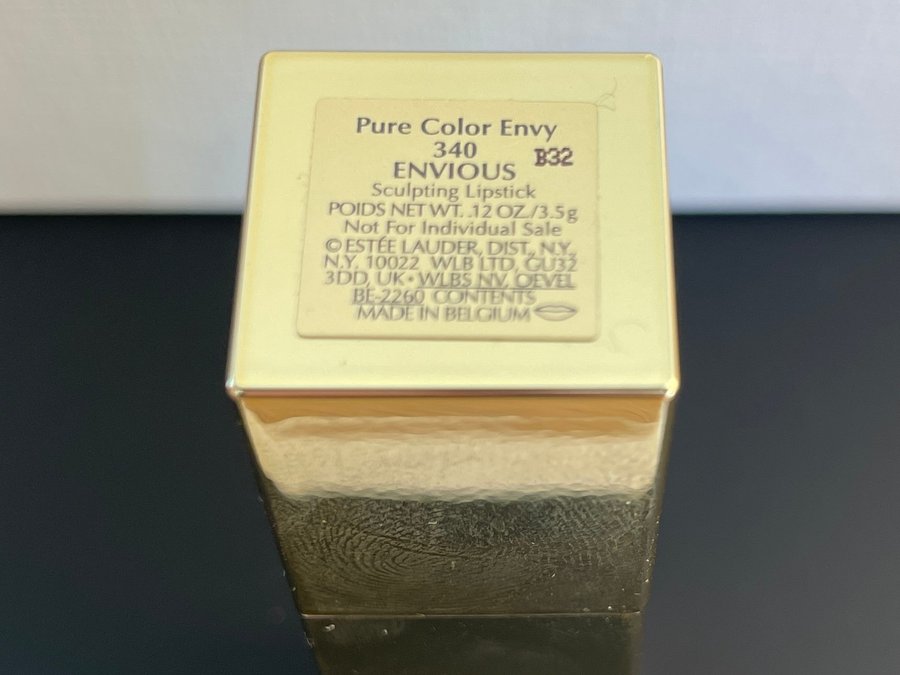 Pure Color Envy
340
B32
ENVIOUS
Sculpting Lipstick
POIDS NET WT. .12 OZ./3.5g
Not For Individual Sale
© ESTÉE LAUDER, DIST., N.Y.,
N.Y. 10022 WLB LTD, GU32
3DD, UK • WLBS NV, OEVEL
BE-2260 CONTENTS
MADE IN BELGIUM